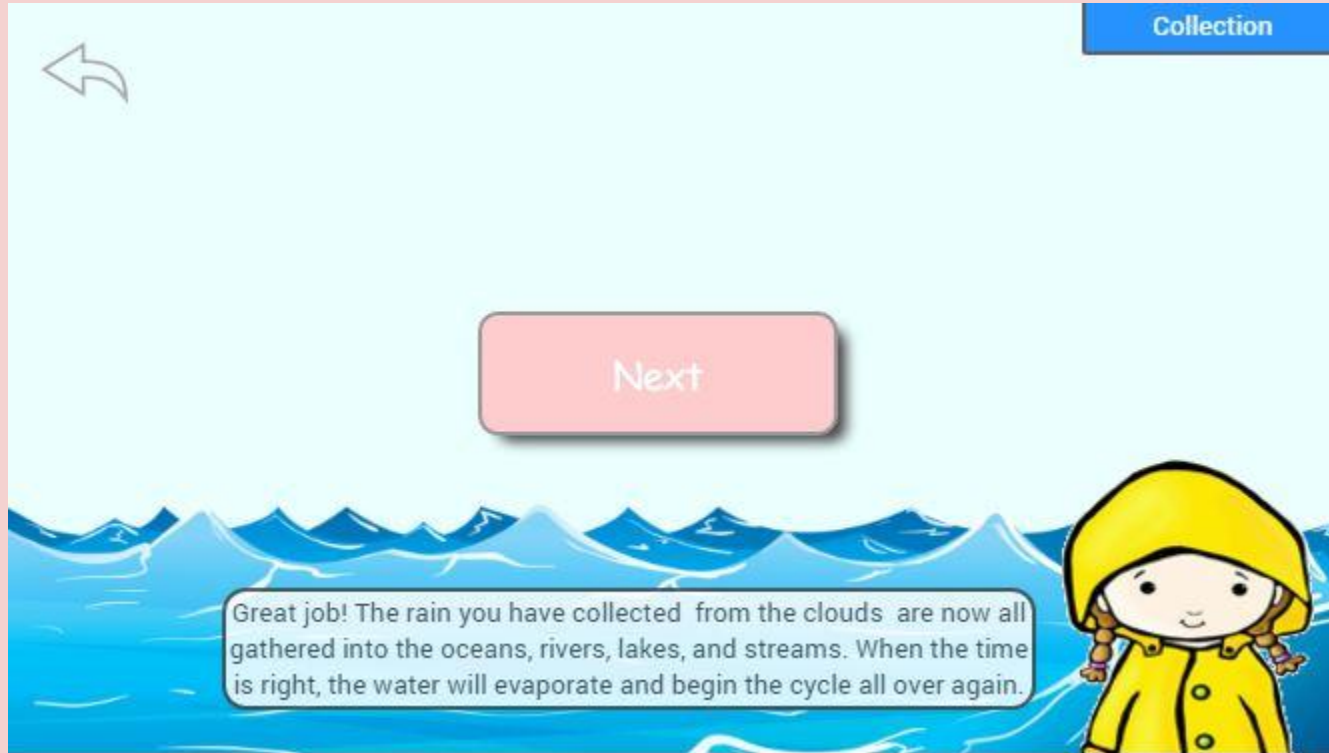 Collection
Next
Great job! The rain you have collected  from the clouds  are now all
gathered into the oceans, rivers, lakes, and streams. When the time
is right, the water will evaporate and begin the cycle all over again.